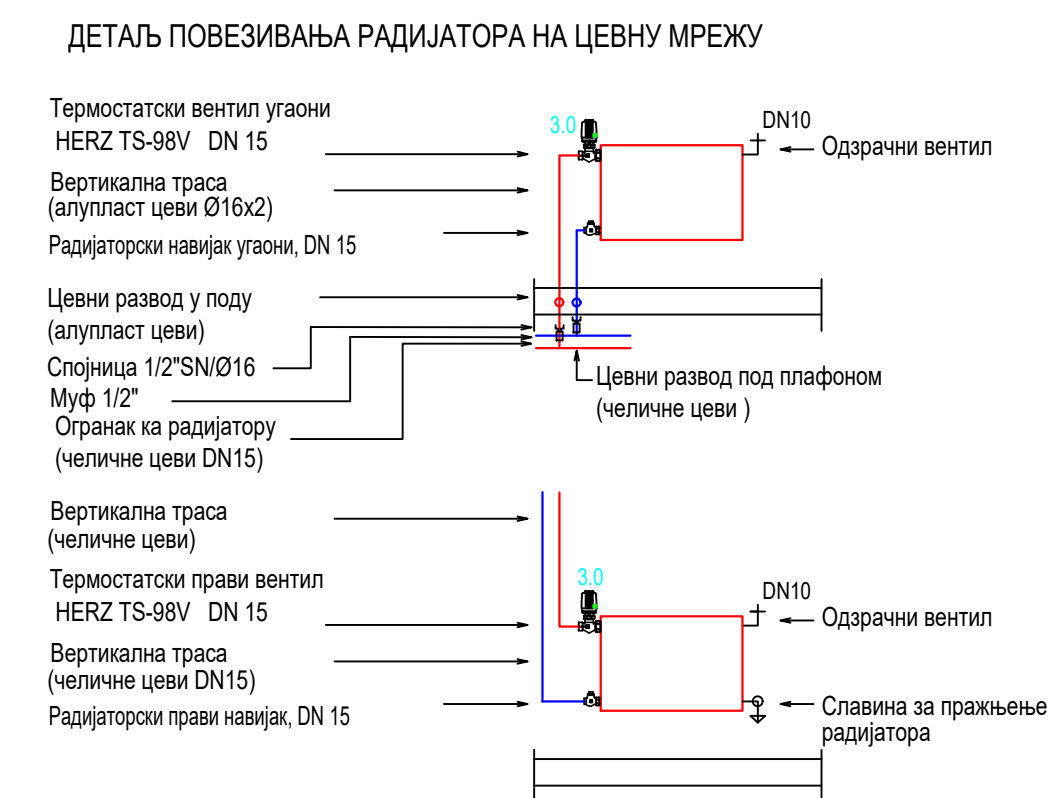 ДЕТАЉ ПОВЕЗИВАЊА РАДИЈАТОРА НА ЦЕВНУ МРЕЖУ
Термостатски вентил угаони
HERZ TS-98V DN 15
Вертикална траса
(алупласт цеви Ø16x2)
Радијаторски навијак угаони, DN 15
3.0
DN10
Одзрачни вентил
Цевни развод у поду
(алупласт цеви)
Спојница 1/2"SN/Ø16
Муф 1/2"
Огранак ка радијатору
(челичне цеви DN15)
Цевни развод под плафоном
(челичне цеви )
Вертикална траса
(челичне цеви)
Термостатски прави вентил
HERZ TS-98V DN 15
Вертикална траса
(челичне цеви DN15)
Радијаторски прави навијак, DN 15
3.0
DN10
Одзрачни вентил
Славина за пражњење
радијатора